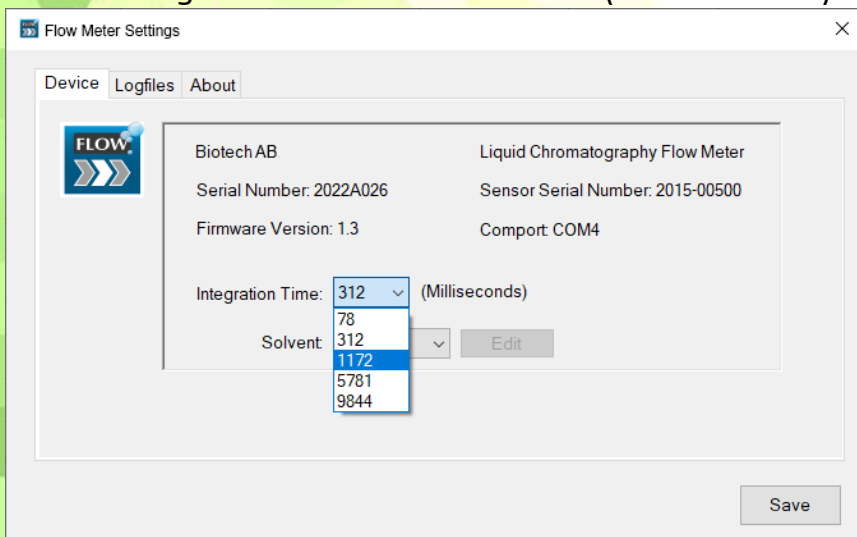 Flow Meter Settings
Device Logfiles About
FLOW
Biotech AB Liquid Chromatography Flow Meter
Serial Number: 2022A026 Sensor Serial Number: 2015-00500
Firmware Version: 1.3 Comport: COM4
Integration Time: 312 (Milliseconds)
78
Solvent: 312 Edit
1172
5781
9844
Save